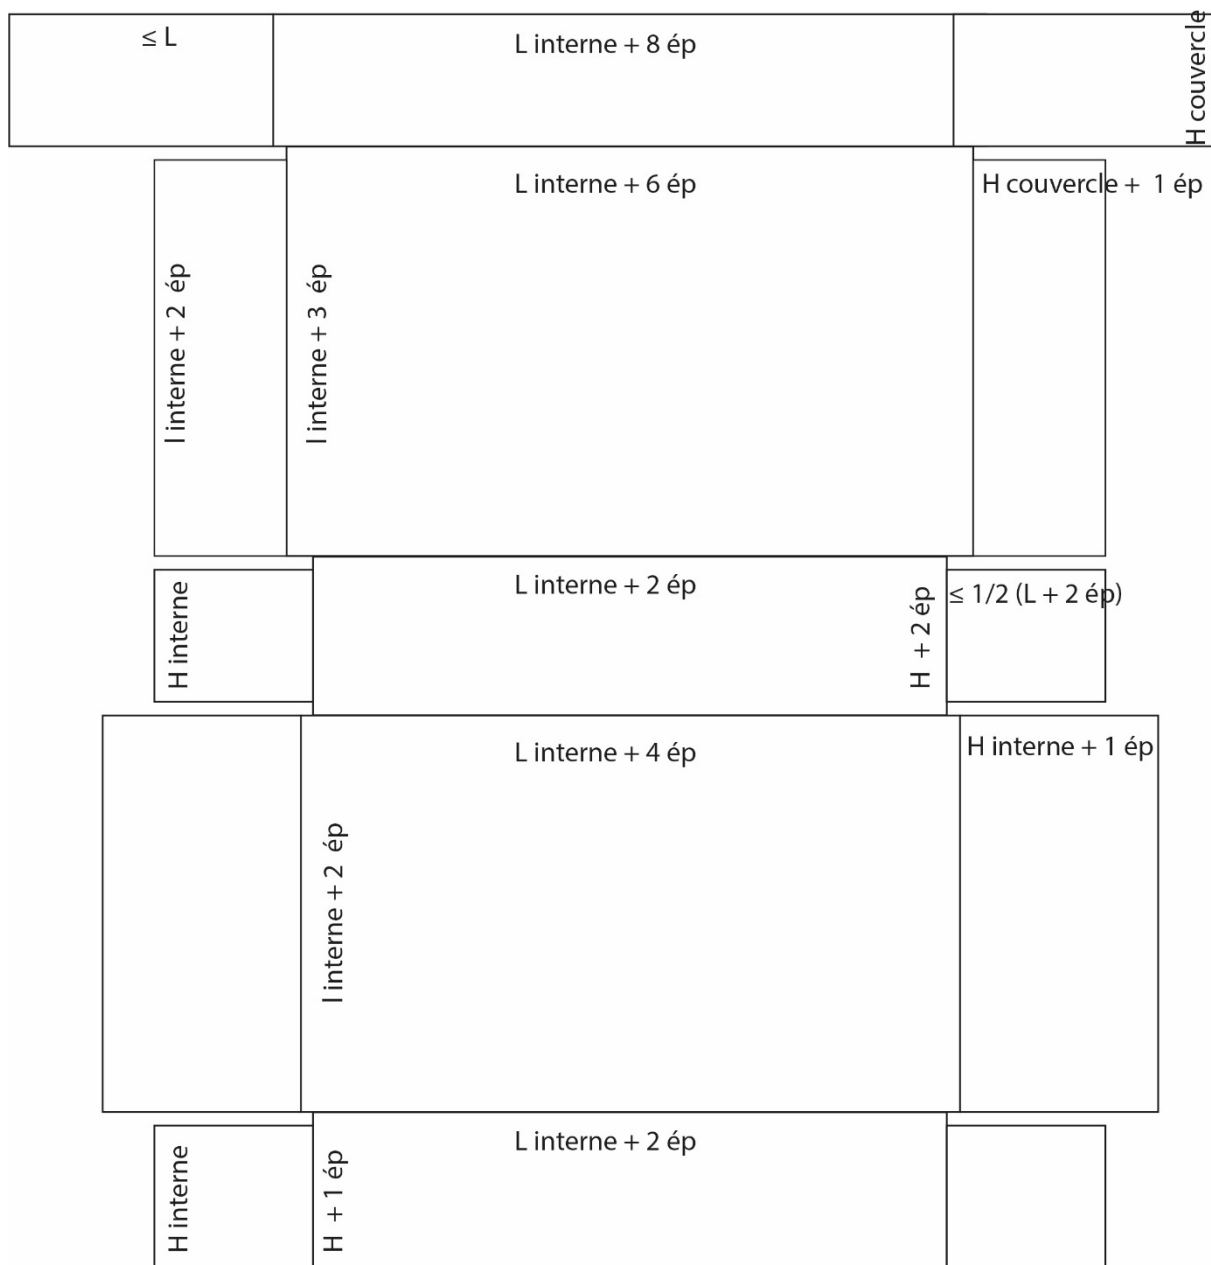 ≤ L
L interne + 8 ép
H couvercle
L interne + 6 ép
H couvercle + 1 ép
l interne + 2 ép
l interne + 3 ép
L interne + 2 ép
≤ 1/2 (L + 2 ép)
H interne
H + 2 ép
L interne + 4 ép
H interne + 1 ép
l interne + 2 ép
L interne + 2 ép
H interne
H + 1 ép